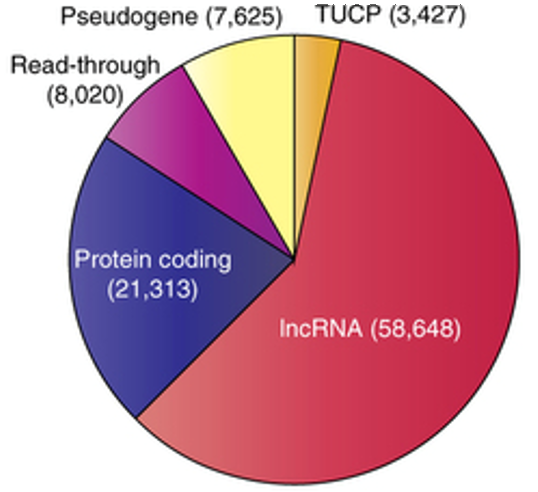 Pseudogene (7,625)
TUCP (3,427)
Read-through
(8,020)
Protein coding
(21,313)
lncRNA (58,648)